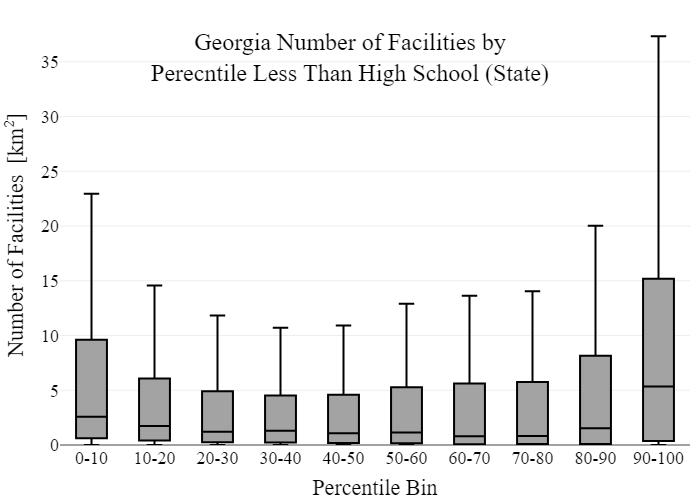 Georgia Number of Facilities by
Perecntile Less Than High School (State)
Number of Facilities [km²]
35
30
25
20
15
10
5
0
0-10 10-20 20-30 30-40 40-50 50-60 60-70 70-80 80-90 90-100
Percentile Bin